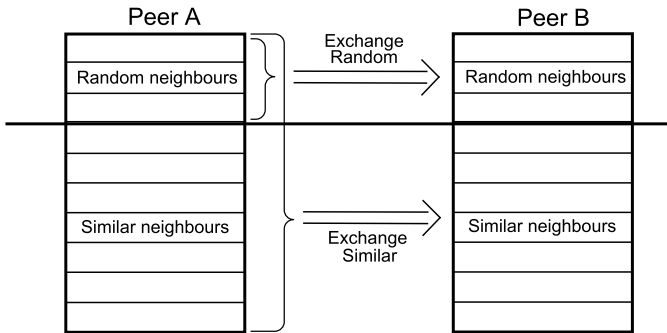 Peer A
Peer B
Exchange
Random
Random neighbours
Random neighbours
Similar neighbours
Similar neighbours
Exchange
Similar